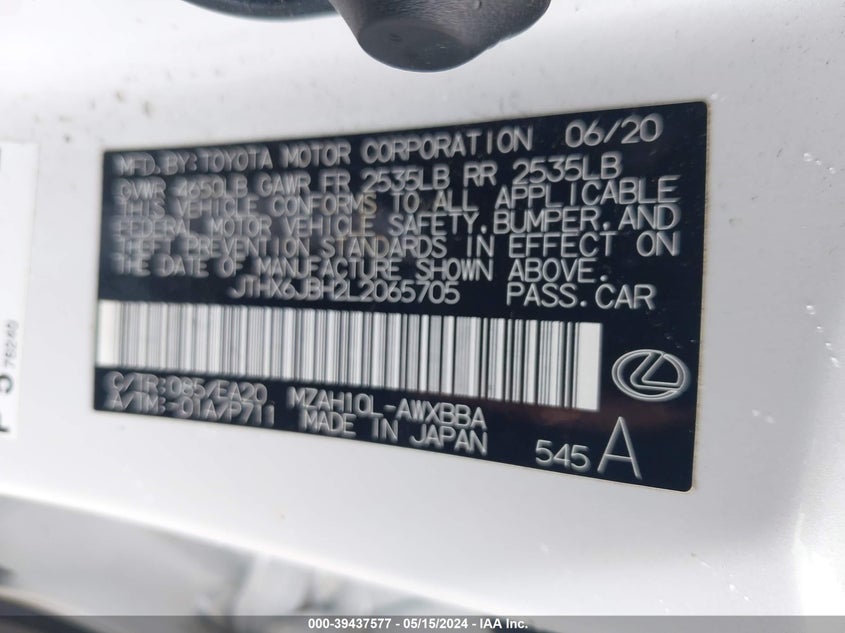 MFD.BY:TOYOTA MOTOR CORPORATION 06/20
GVWR 4650LB GAWR FR 2535LB RR 2535LB
THIS VEHICLE CONFORMS TO ALL APPLICABLE
FEDERAL MOTOR VEHICLE SAFETY,BUMPER,AND
THEFT PREVENTION STANDARDS IN EFFECT ON
THE DATE OF MANUFACTURE SHOWN ABOVE.
JTHX6JBH2L2065705 PASS.CAR
C/TR:085/EA20 MZAH10L-AWXBBA
A/TM:-01A/P711 MADE IN JAPAN
545 A
000-39437577 - 05/15/2024 - IAA Inc.